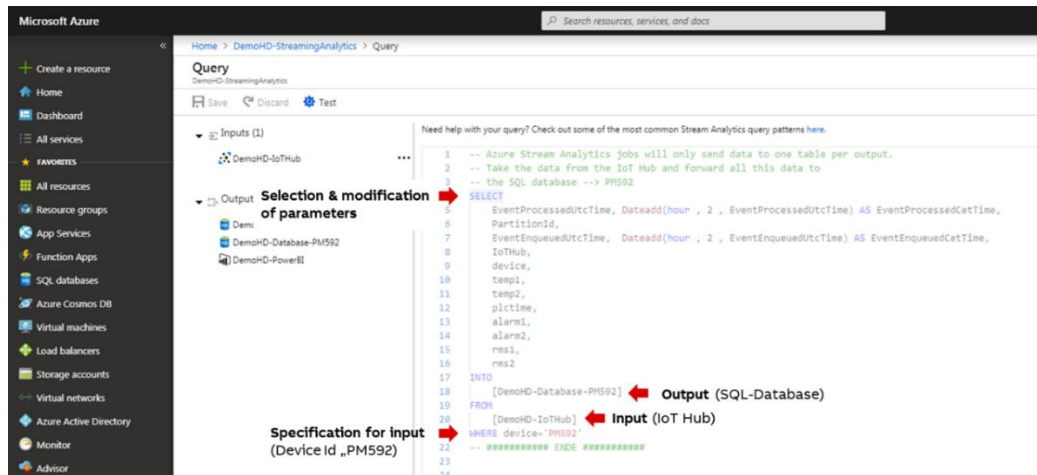 Microsoft Azure
Search resources, services, and docs
«
Create a resource
Home
Dashboard
All services
FAVORITES
All resources
Resource groups
App Services
Function Apps
SQL databases
Azure Cosmos DB
Virtual machines
Load balancers
Storage accounts
Virtual networks
Azure Active Directory
Monitor
Advisor
Home > DemoHD-StreamingAnalytics > Query
Query
DemoHD-StreamingAnalytics
Save Discard Test
Inputs (1)
DemoHD-IoTHub
Output
DemoHD-Database-PM592
DemoHD-PowerBI
Selection & modification
of parameters
Specification for input
(Device Id „PM592)
Need help with your query? Check out some of the most common Stream Analytics query patterns here.
1 -- Azure Stream Analytics jobs will only send data to one table per output.
2 -- Take the data from the IoT Hub and forward all this data to
3 -- the SQL database --> PM592
SELECT
5 EventProcessedUtcTime, Dateadd(hour , 2 , EventProcessedUtcTime) AS EventProcessedCetTime,
6 PartitionId,
7 EventEnqueuedUtcTime, Dateadd(hour , 2 , EventEnqueuedUtcTime) AS EventEnqueuedCetTime,
8 IoTHub,
9 device,
10 temp1,
11 temp2,
12 plctime,
13 alarm1,
14 alarm2,
15 rms1,
16 rms2
17 INTO
18 [DemoHD-Database-PM592] Output (SQL-Database)
19 FROM
20 [DemoHD-IoTHub] Input (IoT Hub)
WHERE device='PM592'
22 -- ########### ENDE ###########
23